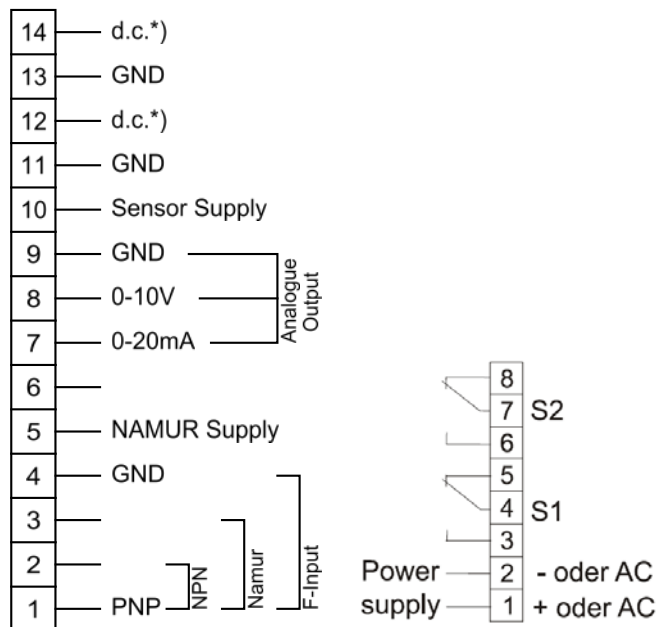 14 d.c.*)
13 GND
12 d.c.*)
11 GND
10 Sensor Supply
9 GND
8 0-10V
7 0-20mA
Analogue
Output
6
5 NAMUR Supply
4 GND
3
2
1 PNP
NPN
Namur
F-Input
8
7 S2
6
5
4 S1
3
Power 2 - oder AC
supply 1 + oder AC